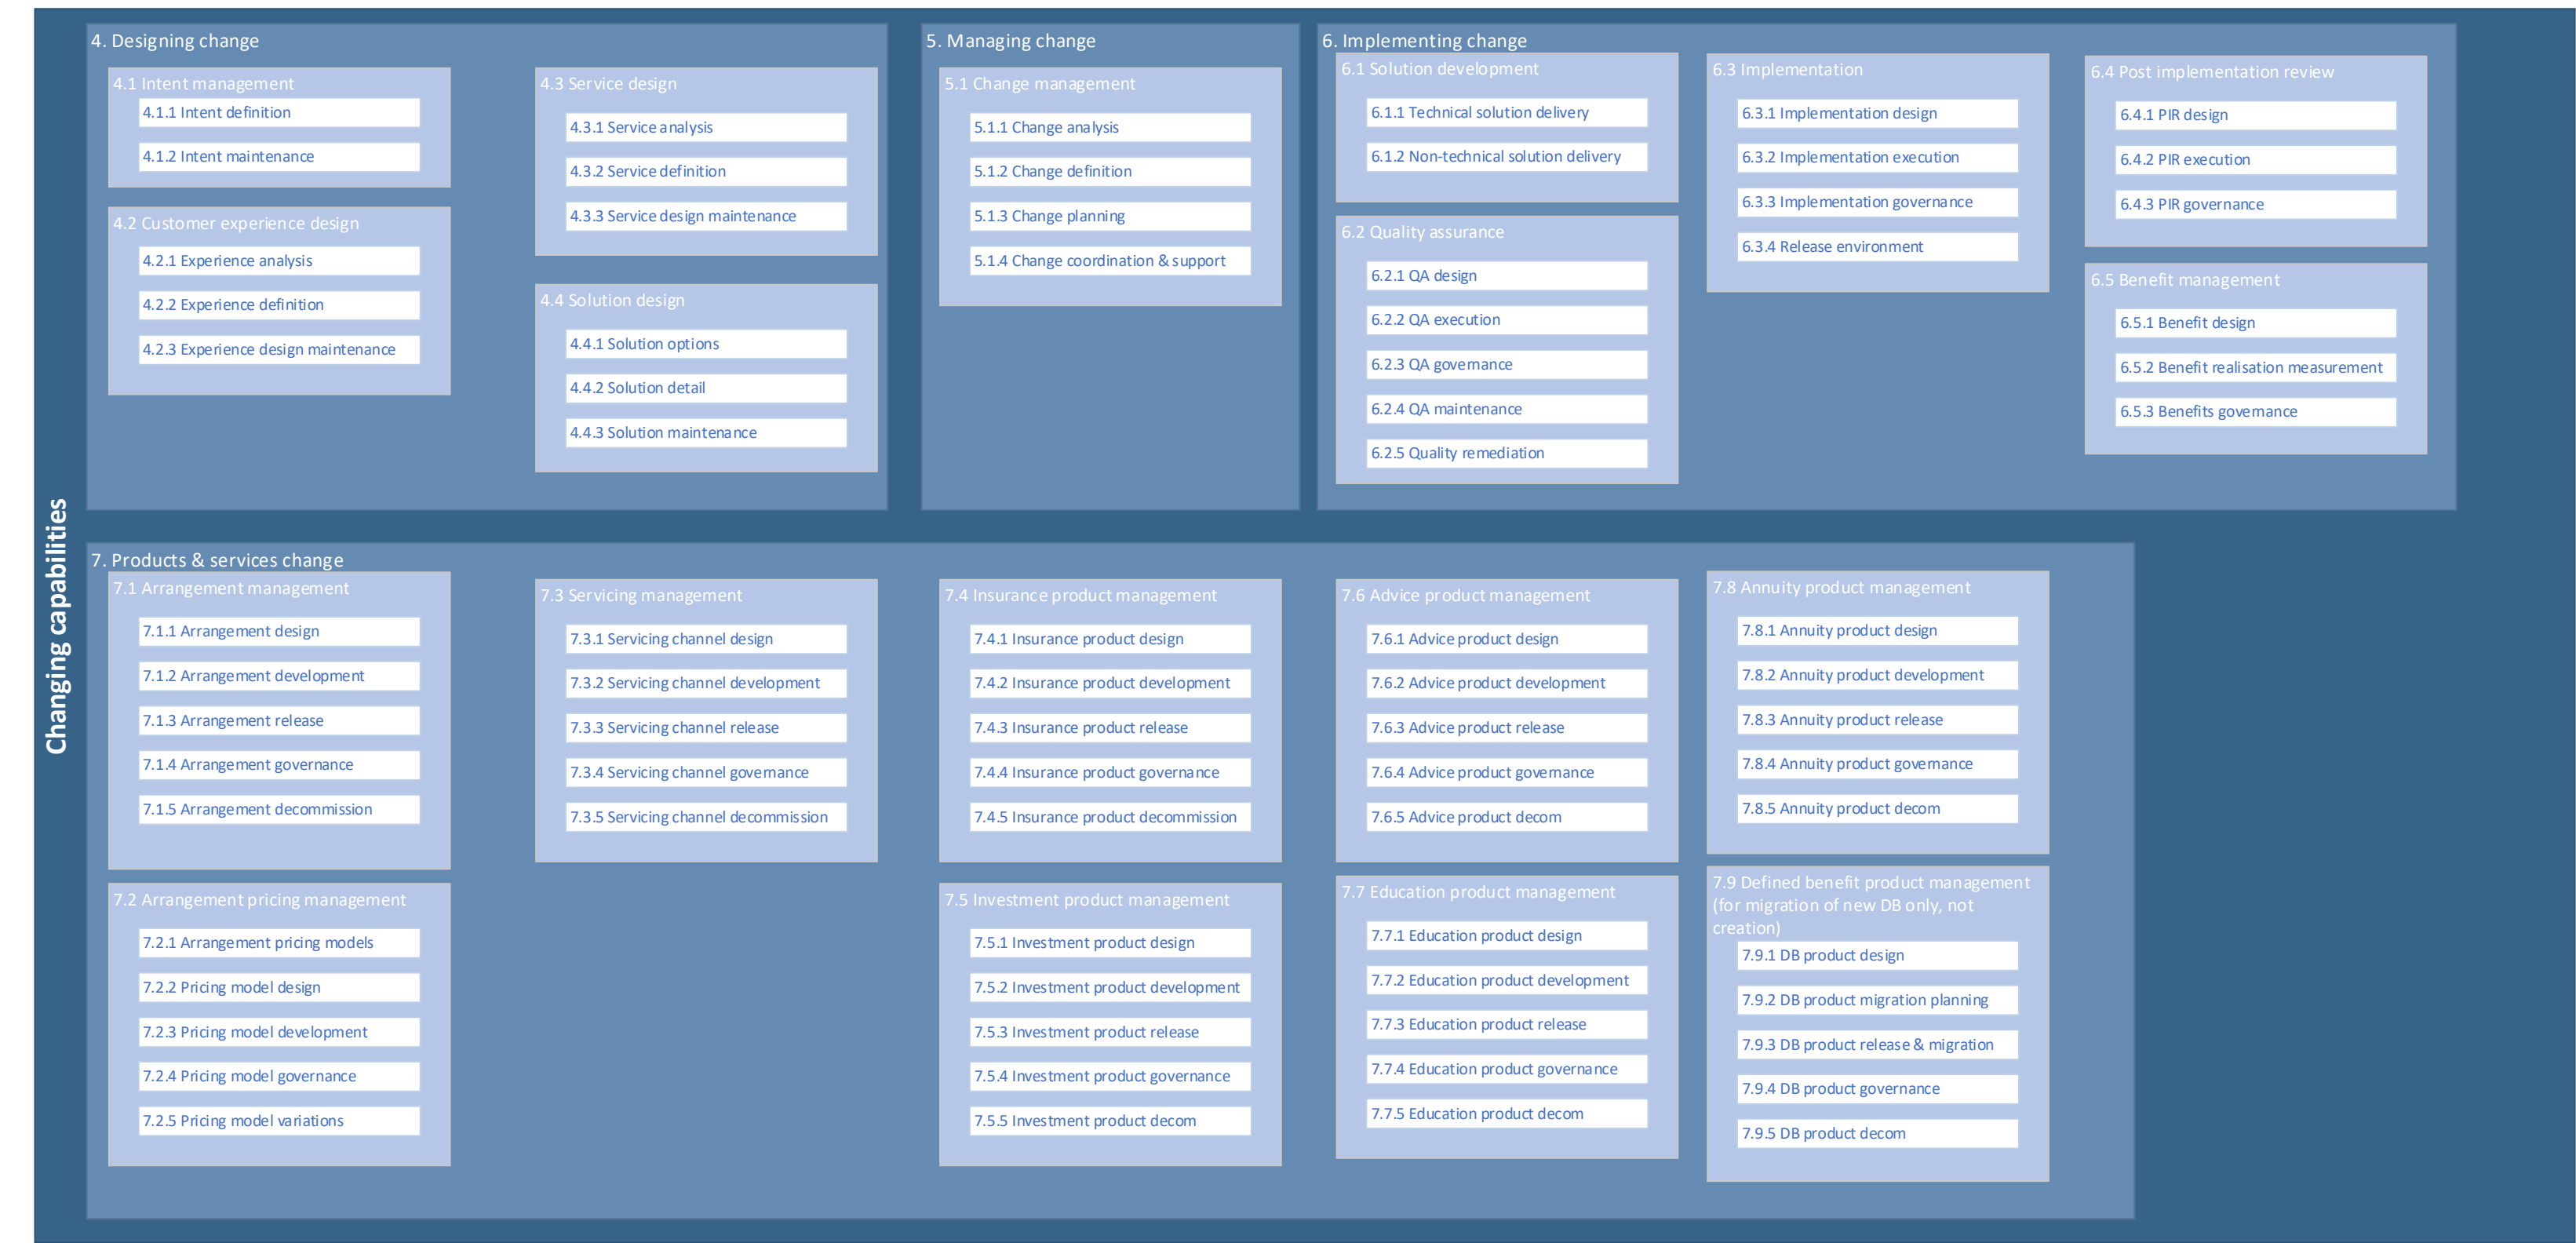 Changing capabilities
4. Designing change
4.1 Intent management
4.1.1 Intent definition
4.1.2 Intent maintenance
4.2 Customer experience design
4.2.1 Experience analysis
4.2.2 Experience definition
4.2.3 Experience design maintenance
4.3 Service design
4.3.1 Service analysis
4.3.2 Service definition
4.3.3 Service design maintenance
4.4 Solution design
4.4.1 Solution options
4.4.2 Solution detail
4.4.3 Solution maintenance
5. Managing change
5.1 Change management
5.1.1 Change analysis
5.1.2 Change definition
5.1.3 Change planning
5.1.4 Change coordination & support
6. Implementing change
6.1 Solution development
6.1.1 Technical solution delivery
6.1.2 Non-technical solution delivery
6.2 Quality assurance
6.2.1 QA design
6.2.2 QA execution
6.2.3 QA governance
6.2.4 QA maintenance
6.2.5 Quality remediation
6.3 Implementation
6.3.1 Implementation design
6.3.2 Implementation execution
6.3.3 Implementation governance
6.3.4 Release environment
6.4 Post implementation review
6.4.1 PIR design
6.4.2 PIR execution
6.4.3 PIR governance
6.5 Benefit management
6.5.1 Benefit design
6.5.2 Benefit realisation measurement
6.5.3 Benefits governance
7. Products & services change
7.1 Arrangement management
7.1.1 Arrangement design
7.1.2 Arrangement development
7.1.3 Arrangement release
7.1.4 Arrangement governance
7.1.5 Arrangement decommission
7.2 Arrangement pricing management
7.2.1 Arrangement pricing models
7.2.2 Pricing model design
7.2.3 Pricing model development
7.2.4 Pricing model governance
7.2.5 Pricing model variations
7.3 Servicing management
7.3.1 Servicing channel design
7.3.2 Servicing channel development
7.3.3 Servicing channel release
7.3.4 Servicing channel governance
7.3.5 Servicing channel decommission
7.4 Insurance product management
7.4.1 Insurance product design
7.4.2 Insurance product development
7.4.3 Insurance product release
7.4.4 Insurance product governance
7.4.5 Insurance product decommission
7.5 Investment product management
7.5.1 Investment product design
7.5.2 Investment product development
7.5.3 Investment product release
7.5.4 Investment product governance
7.5.5 Investment product decom
7.6 Advice product management
7.6.1 Advice product design
7.6.2 Advice product development
7.6.3 Advice product release
7.6.4 Advice product governance
7.6.5 Advice product decom
7.7 Education product management
7.7.1 Education product design
7.7.2 Education product development
7.7.3 Education product release
7.7.4 Education product governance
7.7.5 Education product decom
7.8 Annuity product management
7.8.1 Annuity product design
7.8.2 Annuity product development
7.8.3 Annuity product release
7.8.4 Annuity product governance
7.8.5 Annuity product decom
7.9 Defined benefit product management
(for migration of new DB only, not
creation)
7.9.1 DB product design
7.9.2 DB product migration planning
7.9.3 DB product release & migration
7.9.4 DB product governance
7.9.5 DB product decom